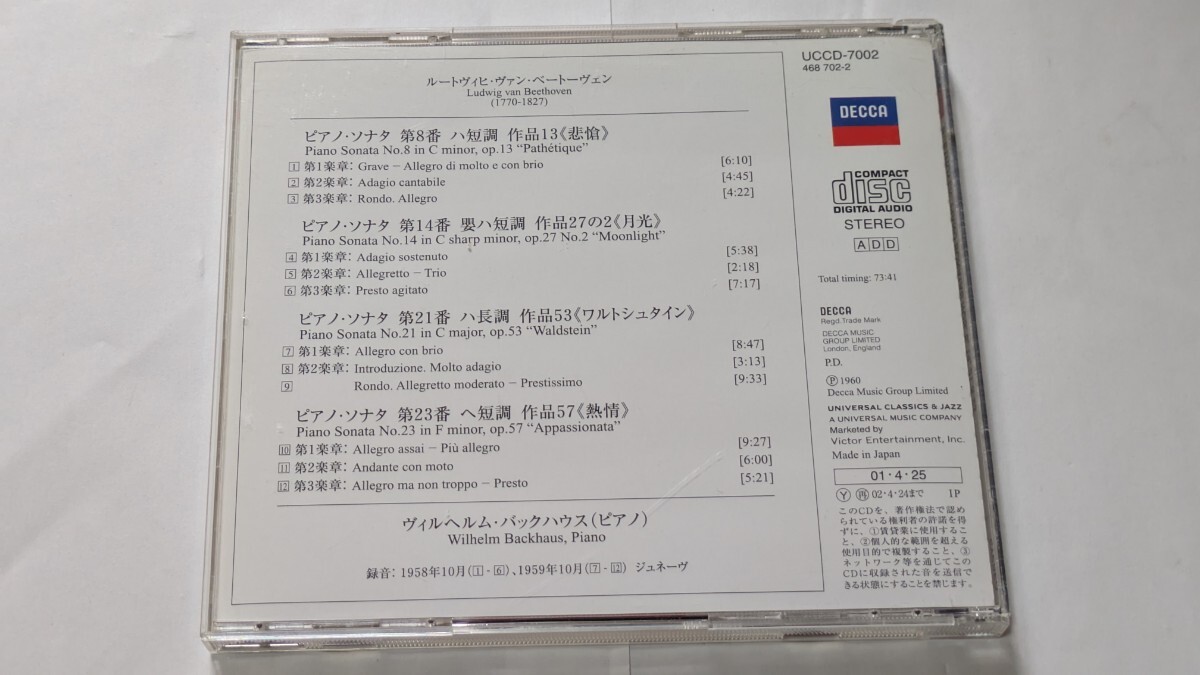 ルートヴィヒ・ヴァン・ベートーヴェン
Ludwig van Beethoven
(1770-1827)
ピアノ・ソナタ 第8番 ハ短調 作品13《悲愴》
Piano Sonata No.8 in C minor, op.13 “Pathétique”
1 第1楽章: Grave – Allegro di molto e con brio [6:10]
2 第2楽章: Adagio cantabile [4:45]
3 第3楽章: Rondo. Allegro [4:22]
ピアノ・ソナタ 第14番 嬰ハ短調 作品27の2《月光》
Piano Sonata No.14 in C sharp minor, op.27 No.2 “Moonlight”
4 第1楽章: Adagio sostenuto [5:38]
5 第2楽章: Allegretto – Trio [2:18]
6 第3楽章: Presto agitato [7:17]
ピアノ・ソナタ 第21番 ハ長調 作品53《ワルトシュタイン》
Piano Sonata No.21 in C major, op.53 “Waldstein”
7 第1楽章: Allegro con brio [8:47]
8 第2楽章: Introduzione. Molto adagio [3:13]
9 Rondo. Allegretto moderato – Prestissimo [9:33]
ピアノ・ソナタ 第23番 ヘ短調 作品57《熱情》
Piano Sonata No.23 in F minor, op.57 “Appassionata”
10 第1楽章: Allegro assai – Più allegro [9:27]
11 第2楽章: Andante con moto [6:00]
12 第3楽章: Allegro ma non troppo – Presto [5:21]
ヴィルヘルム・バックハウス(ピアノ)
Wilhelm Backhaus, Piano
録音: 1958年10月(1-6)、1959年10月(7-12) ジュネーヴ
UCCD-7002
468 702-2
DECCA
COMPACT
disc
DIGITAL AUDIO
STEREO
ADD
Total timing: 73:41
DECCA
Regd.Trade Mark
DECCA MUSIC
GROUP LIMITED
London, England
P.D.
Ⓟ 1960
Decca Music Group Limited
UNIVERSAL CLASSICS & JAZZ
A UNIVERSAL MUSIC COMPANY
Marketed by
Victor Entertainment, Inc.
Made in Japan
01・4・25
Ⓨ 再 02・4・24まで 1P
このCDを、著作権法で認め
られている権利者の許諾を得
ずに、①賃貸業に使用するこ
と、②個人的な範囲を超える
使用目的で複製すること、③
ネットワーク等を通じてこの
CDに収録された音を送信で
きる状態にすることを禁じます。